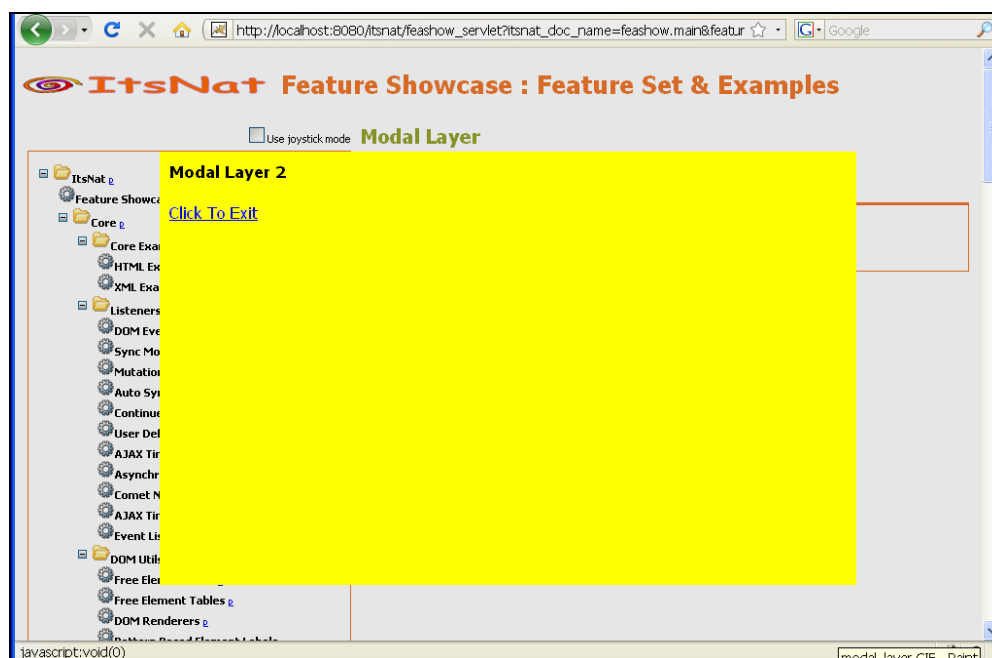 http://localhost:8080/itsnat/feashow_servlet?itsnat_doc_name=feashow.main&featur
Google
ItsNat Feature Showcase : Feature Set & Examples
Use joystick mode
Modal Layer
Modal Layer 2
Click To Exit
ItsNat p
Feature Showca
Core p
Core Exa
HTML Ex
XML Exa
Listeners
DOM Eve
Sync Mo
Mutation
Auto Syn
Continue
User Def
AJAX Tim
Asynchr
Comet N
AJAX Tim
Event Lis
DOM Utils
Free Ele
Free Element Tables p
DOM Renderers p
javascript:void(0)